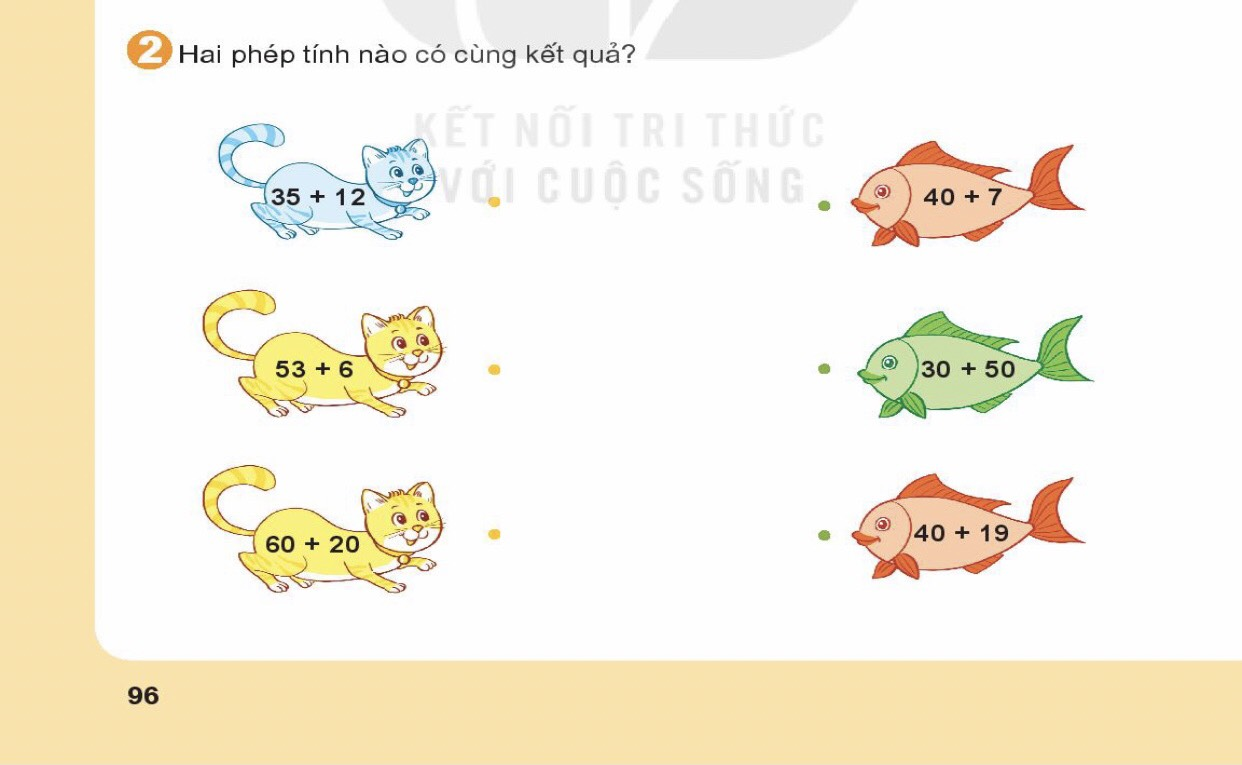 2 Hai phép tính nào có cùng kết quả?
KẾT NỐI TRI THỨC
VỚI CUỘC SỐNG
35 + 12
40 + 7
53 + 6
30 + 50
60 + 20
40 + 19
96